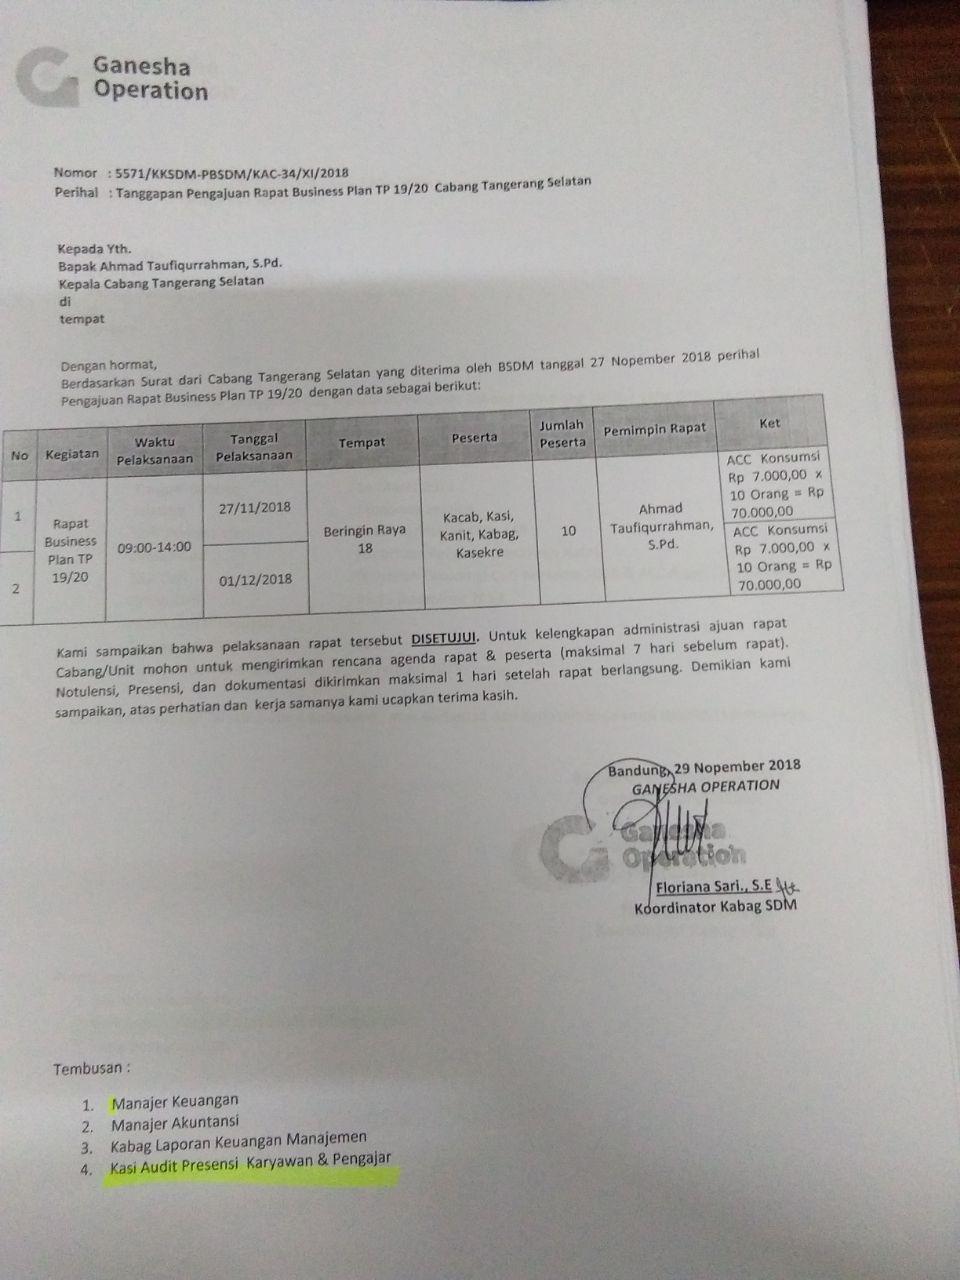 Ganesha
Operation
Nomor : 5571/KKSDM-PBSDM/KAC-34/XI/2018
Perihal : Tanggapan Pengajuan Rapat Business Plan TP 19/20 Cabang Tangerang Selatan
Kepada Yth.
Bapak Ahmad Taufiqurrahman, S.Pd.
Kepala Cabang Tangerang Selatan
di
tempat
Dengan hormat,
Berdasarkan Surat dari Cabang Tangerang Selatan yang diterima oleh BSDM tanggal 27 Nopember 2018 perihal
Pengajuan Rapat Business Plan TP 19/20 dengan data sebagai berikut:
No Kegiatan Waktu Pelaksanaan Tanggal Pelaksanaan Tempat Peserta Jumlah Peserta Pemimpin Rapat Ket
1 Rapat Business Plan TP 19/20 09:00-14:00 27/11/2018 Beringin Raya 18 Kacab, Kasi, Kanit, Kabag, Kasekre 10 Ahmad Taufiqurrahman, S.Pd. ACC Konsumsi Rp 7.000,00 x 10 Orang = Rp 70.000,00
2 01/12/2018 ACC Konsumsi Rp 7.000,00 x 10 Orang = Rp 70.000,00
Kami sampaikan bahwa pelaksanaan rapat tersebut DISETUJUI. Untuk kelengkapan administrasi ajuan rapat
Cabang/Unit mohon untuk mengirimkan rencana agenda rapat & peserta (maksimal 7 hari sebelum rapat).
Notulensi, Presensi, dan dokumentasi dikirimkan maksimal 1 hari setelah rapat berlangsung. Demikian kami
sampaikan, atas perhatian dan kerja samanya kami ucapkan terima kasih.
Bandung, 29 Nopember 2018
GANESHA OPERATION
Ganesha
Operation
Floriana Sari., S.E
Koordinator Kabag SDM
Tembusan :
1. Manajer Keuangan
2. Manajer Akuntansi
3. Kabag Laporan Keuangan Manajemen
4. Kasi Audit Presensi Karyawan & Pengajar